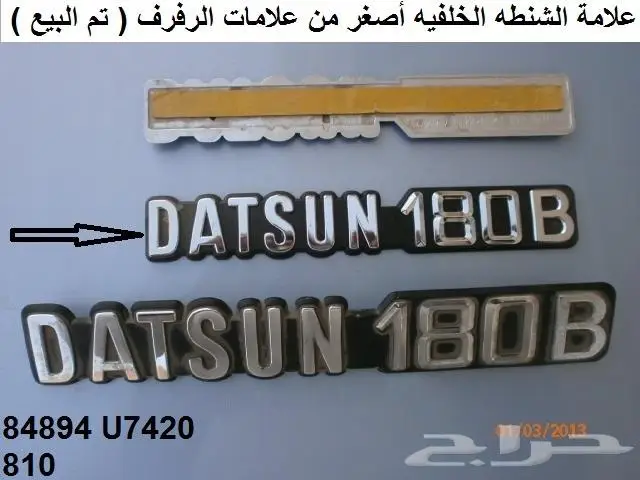 علامة الشنطه الخلفيه أصغر من علامات الرفرف ( تم البيع )
DATSUN 180B
DATSUN 180B
84894 U7420
810
01/03/2013
حراج